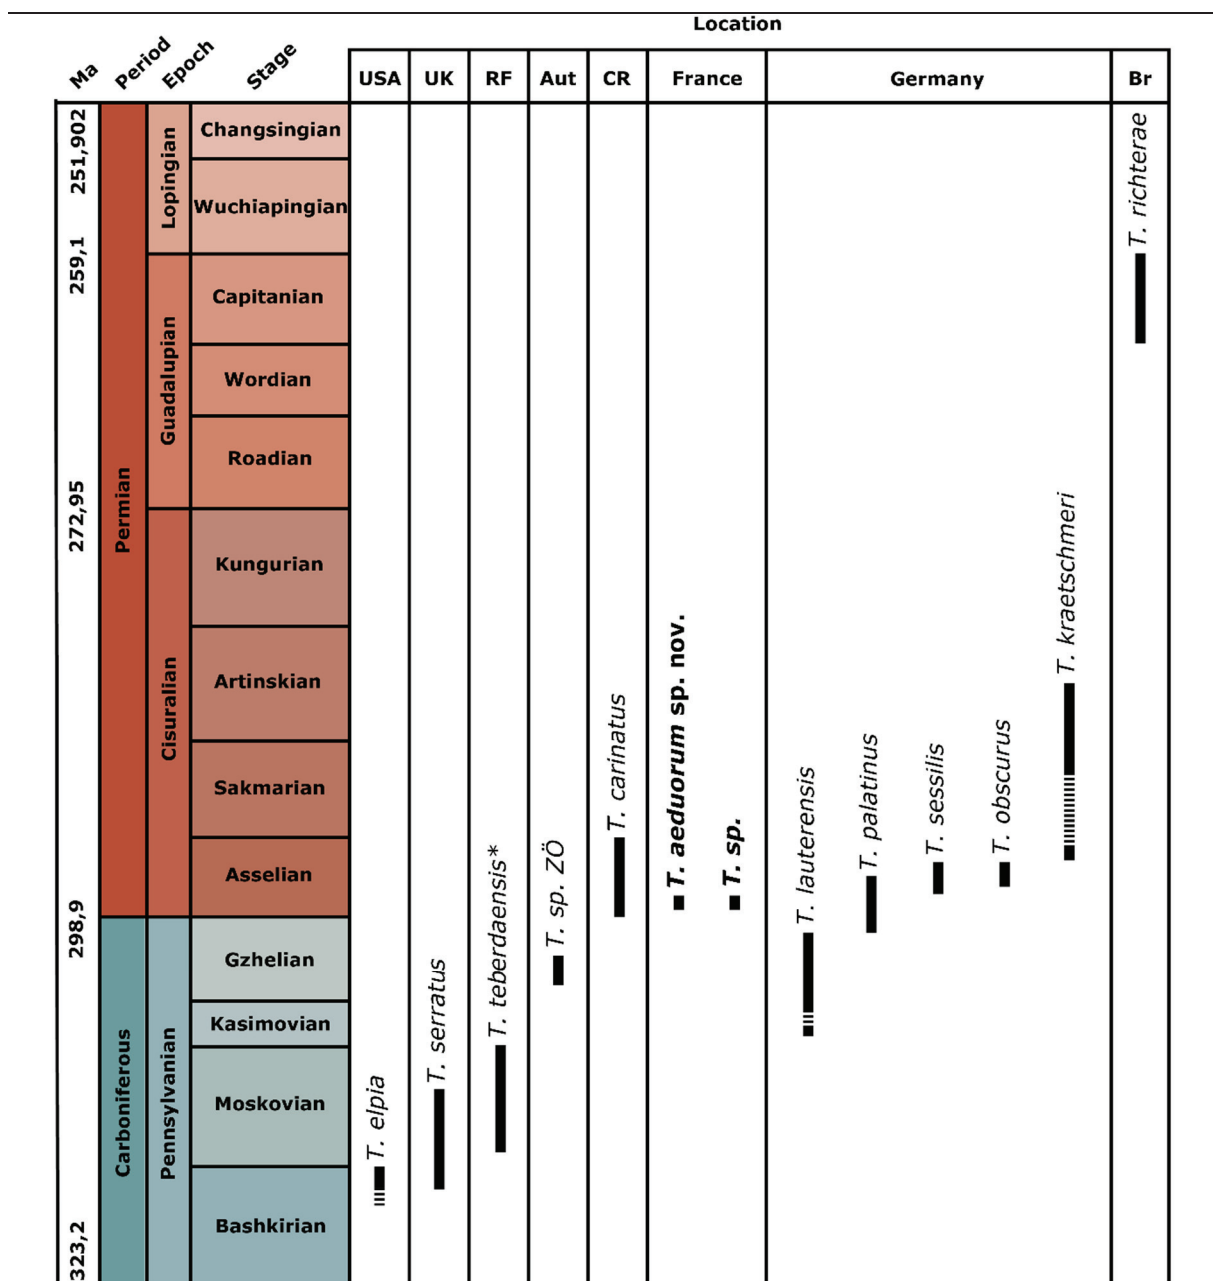 Location
Ma
Period
Epoch
Stage
USA
UK
RF
Aut
CR
France
Germany
Br
251,902
259,1
272,95
298,9
323,2
Permian
Carboniferous
Lopingian
Guadalupian
Cisuralian
Pennsylvanian
Changsingian
Wuchiapingian
Capitanian
Wordian
Roadian
Kungurian
Artinskian
Sakmarian
Asselian
Gzhelian
Kasimovian
Moskovian
Bashkirian
T. elpia
T. serratus
T. teberdaensis*
T. sp. ZÖ
T. carinatus
T. aeduorum sp. nov.
T. sp.
T. lauterensis
T. palatinus
T. sessilis
T. obscurus
T. kraetschmeri
T. richterae